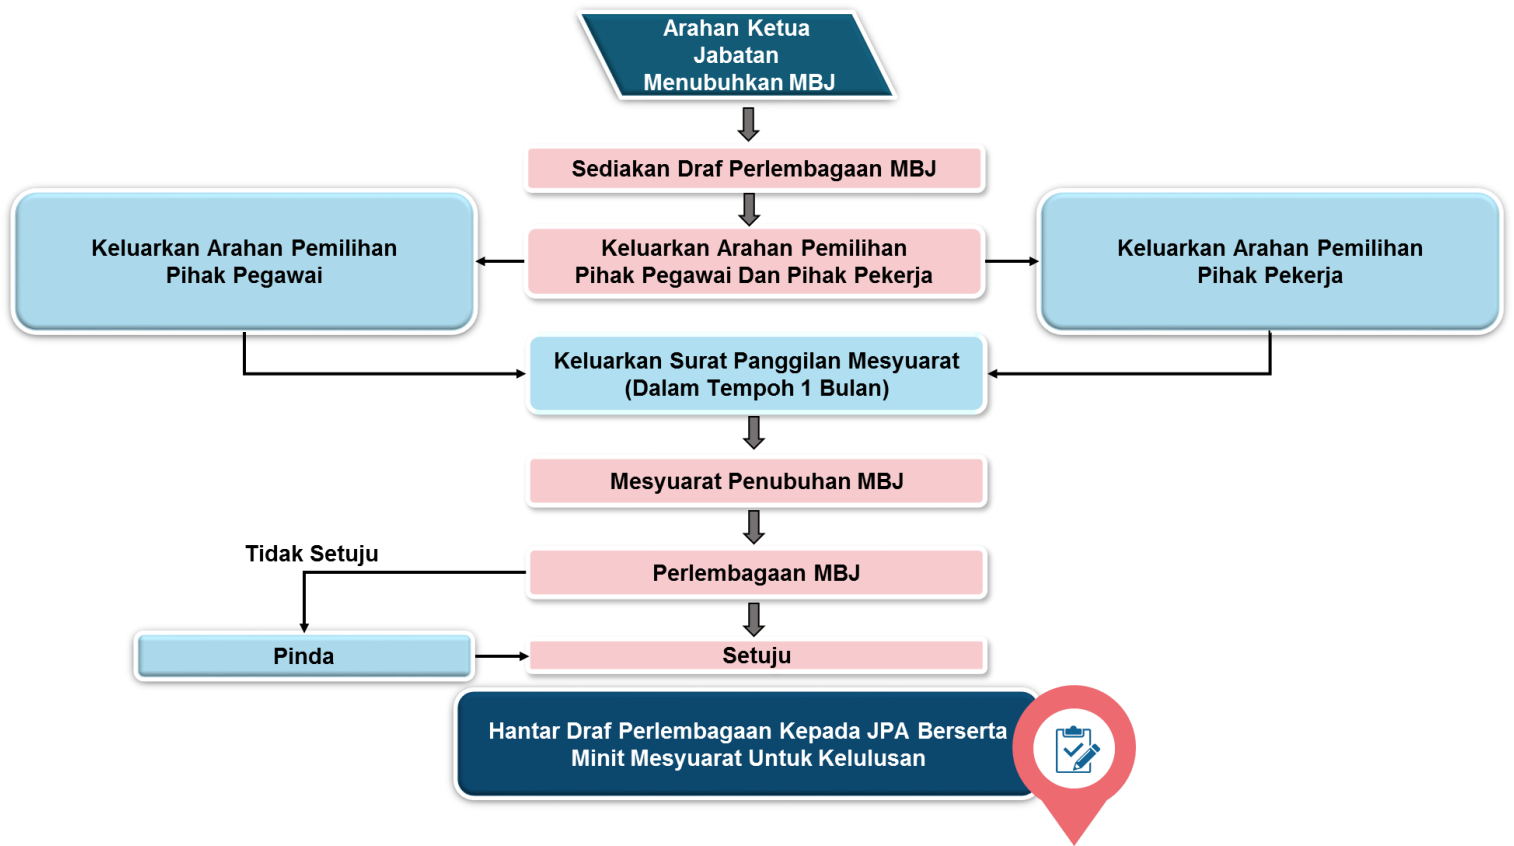 Arahan Ketua
Jabatan
Menubuhkan MBJ
Sediakan Draf Perlembagaan MBJ
Keluarkan Arahan Pemilihan
Pihak Pegawai
Keluarkan Arahan Pemilihan
Pihak Pegawai Dan Pihak Pekerja
Keluarkan Arahan Pemilihan
Pihak Pekerja
Keluarkan Surat Panggilan Mesyuarat
(Dalam Tempoh 1 Bulan)
Mesyuarat Penubuhan MBJ
Tidak Setuju
Perlembagaan MBJ
Pinda
Setuju
Hantar Draf Perlembagaan Kepada JPA Berserta
Minit Mesyuarat Untuk Kelulusan